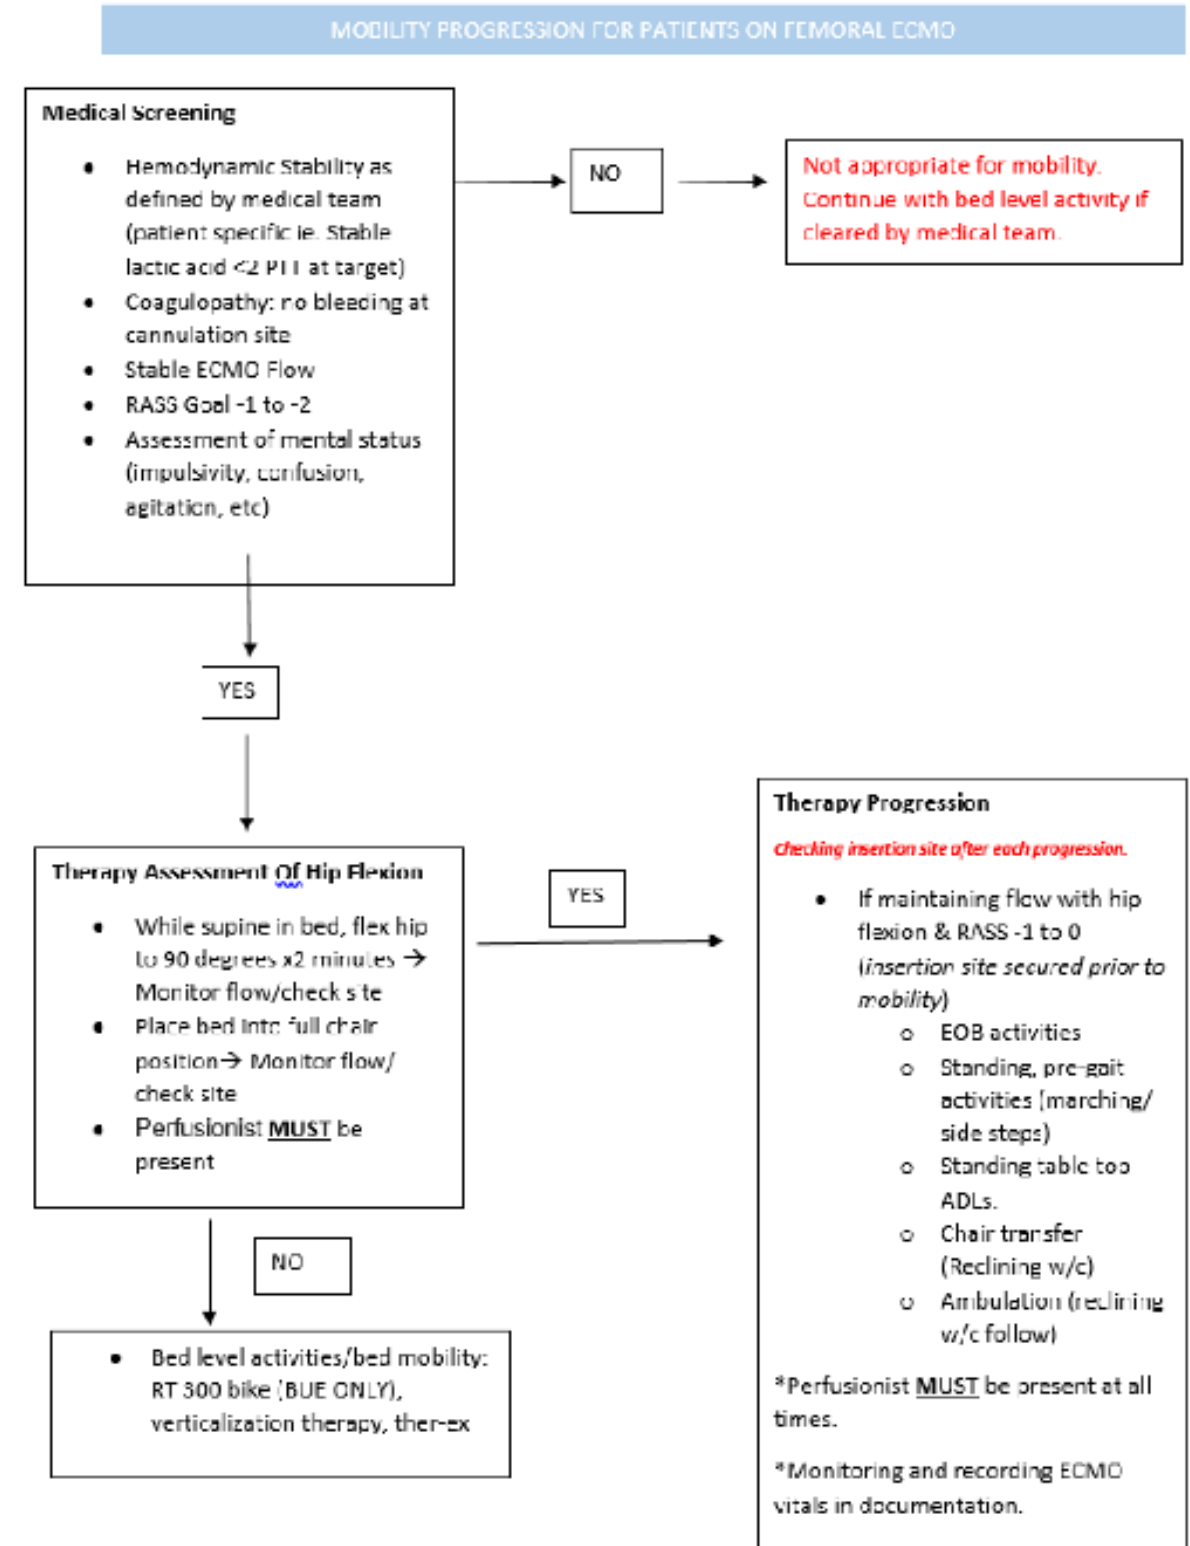 MOBILITY PROGRESSION FOR PATIENTS ON FEMORAL ECMO
Medical Screening
• Hemodynamic Stability as
defined by medical team
(patient specific ie. Stable
lactic acid <2 PTT at target)
• Coagulopathy: no bleeding at
cannulation site
• Stable ECMO Flow
• RASS Goal -1 to -2
• Assessment of mental status
(impulsivity, confusion,
agitation, etc)
NO
Not appropriate for mobility.
Continue with bed level activity if
cleared by medical team.
YES
Therapy Assessment Of Hip Flexion
• While supine in bed, flex hip
to 90 degrees x2 minutes →
Monitor flow/check site
• Place bed into full chair
position→ Monitor flow/
check site
• Perfusionist MUST be
present
YES
NO
• Bed level activities/bed mobility:
RT 300 bike (BUE ONLY),
verticalization therapy, ther-ex
Therapy Progression
Checking insertion site after each progression.
• If maintaining flow with hip
flexion & RASS -1 to 0
(insertion site secured prior to
mobility)
o EOB activities
o Standing, pre-gait
activities (marching/
side steps)
o Standing table top
ADLs.
o Chair transfer
(Reclining w/c)
o Ambulation (reclining
w/c follow)
*Perfusionist MUST be present at all
times.
*Monitoring and recording ECMO
vitals in documentation.